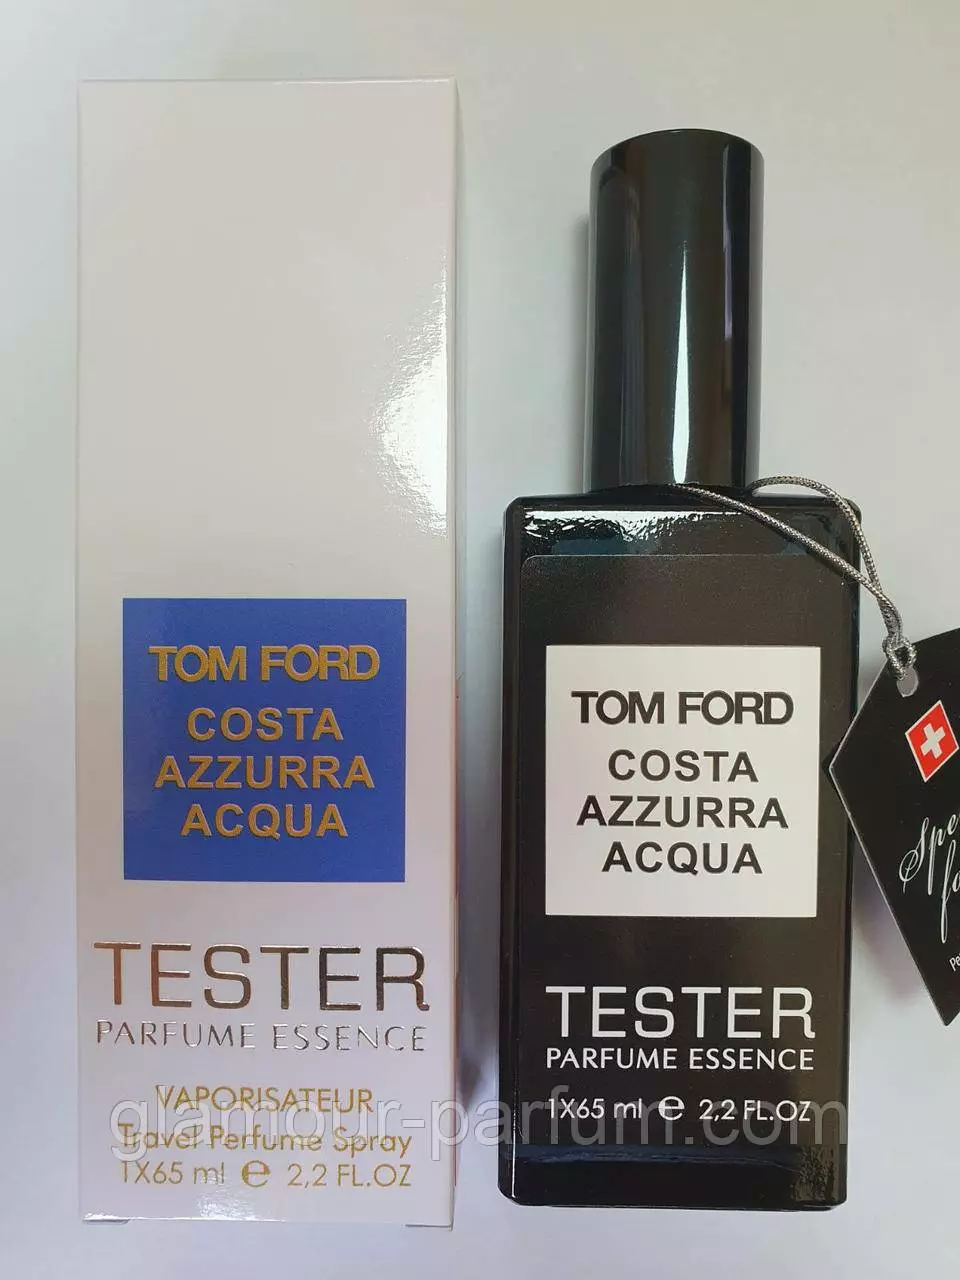 TOM FORD
COSTA
AZZURRA
ACQUA
TESTER
PARFUME ESSENCE
VAPORISATEUR
Travel Perfume Spray
1X65 ml e 2,2 FL.OZ
TOM FORD
COSTA
AZZURRA
ACQUA
TESTER
PARFUME ESSENCE
1X65 ml e 2,2 FL.OZ
glamour-parfum.com